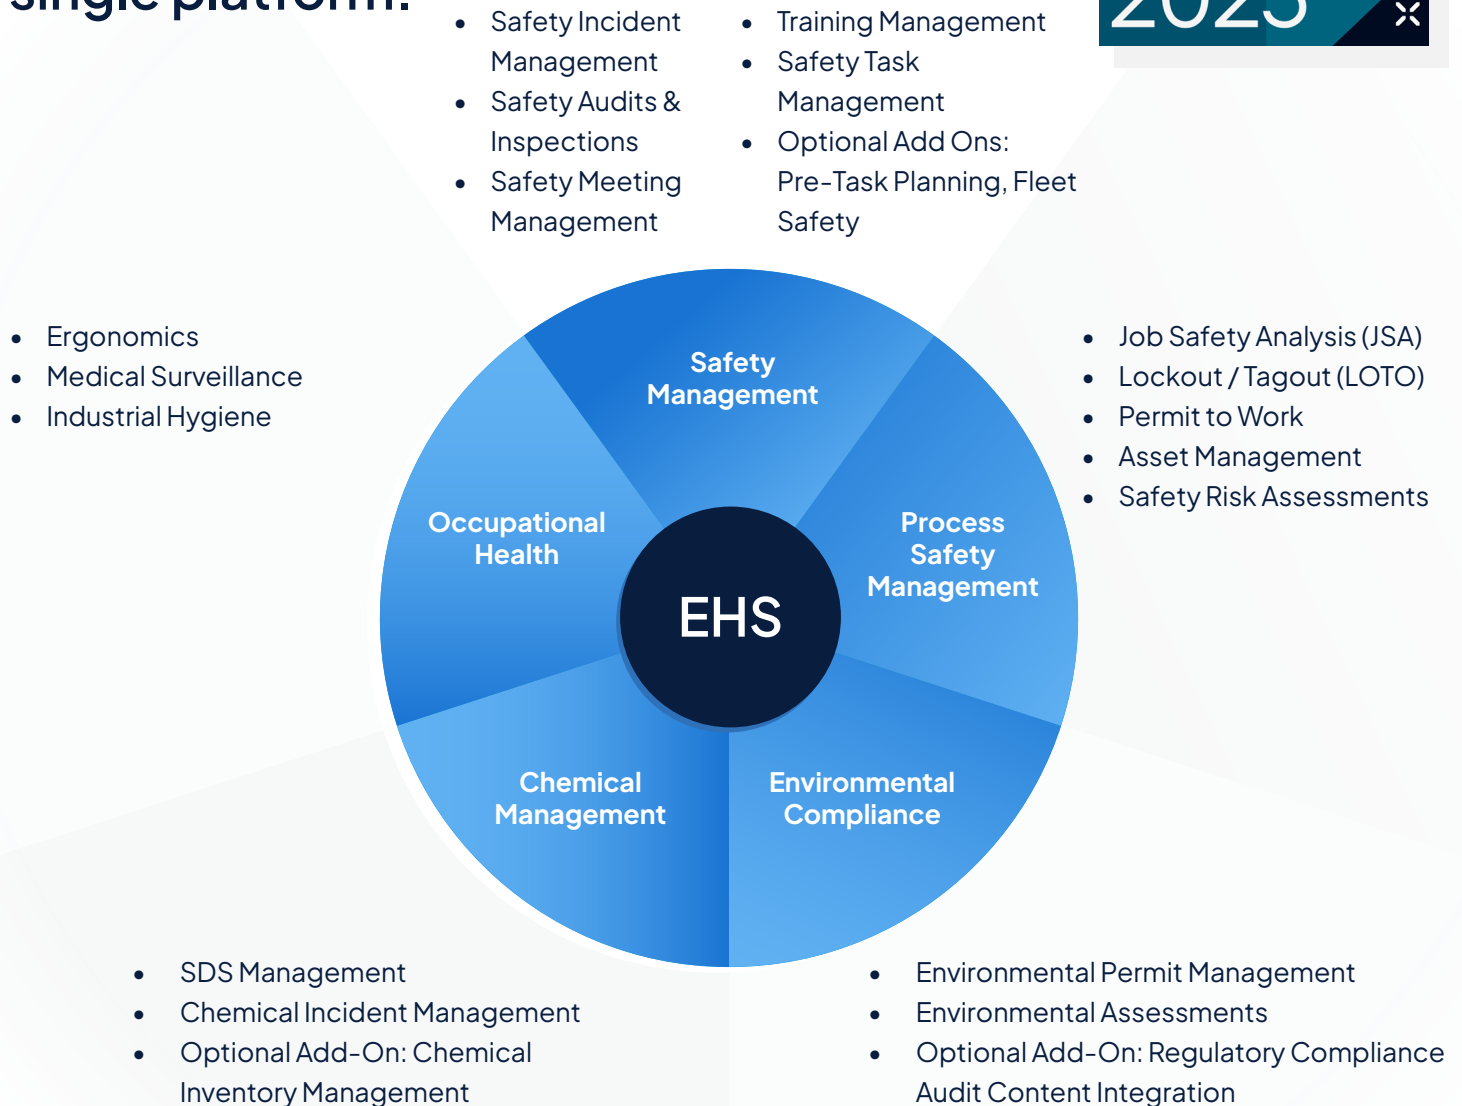 single platform.
2025
• Safety Incident
Management
• Safety Audits &
Inspections
• Safety Meeting
Management
• Training Management
• Safety Task
Management
• Optional Add Ons:
Pre-Task Planning, Fleet
Safety
• Ergonomics
• Medical Surveillance
• Industrial Hygiene
Safety
Management
• Job Safety Analysis (JSA)
• Lockout / Tagout (LOTO)
• Permit to Work
• Asset Management
• Safety Risk Assessments
Occupational
Health
Process
Safety
Management
EHS
Chemical
Management
Environmental
Compliance
• SDS Management
• Chemical Incident Management
• Optional Add-On: Chemical
Inventory Management
• Environmental Permit Management
• Environmental Assessments
• Optional Add-On: Regulatory Compliance
Audit Content Integration